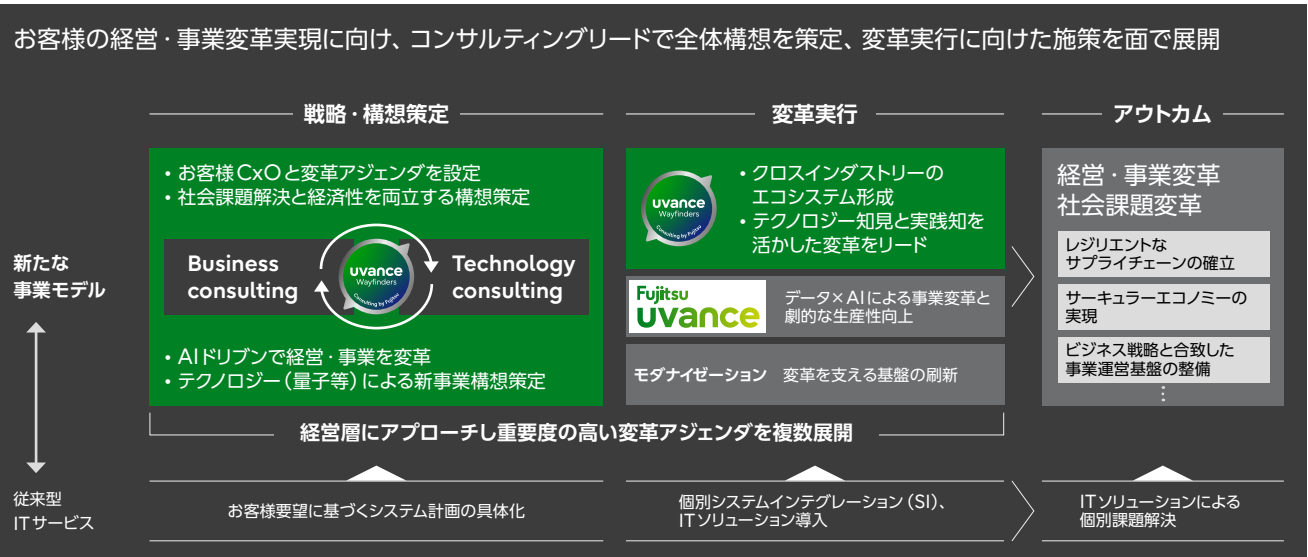 お客様の経営・事業変革実現に向け、コンサルティングリードで全体構想を策定、変革実行に向けた施策を面で展開
戦略・構想策定
変革実行
アウトカム
新たな
事業モデル
・お客様CxOと変革アジェンダを設定
・社会課題解決と経済性を両立する構想策定
Business
consulting
uvance
Wayfinders
Consulting by Fujitsu
Technology
consulting
・AIドリブンで経営・事業を変革
・テクノロジー(量子等)による新事業構想策定
uvance
Wayfinders
Consulting by Fujitsu
・クロスインダストリーの
エコシステム形成
・テクノロジー知見と実践知を
活かした変革をリード
Fujitsu
uvance
データ×AIによる事業変革と
劇的な生産性向上
モダナイゼーション 変革を支える基盤の刷新
経営・事業変革
社会課題変革
レジリエントな
サプライチェーンの確立
サーキュラーエコノミーの
実現
ビジネス戦略と合致した
事業運営基盤の整備
⋮
経営層にアプローチし重要度の高い変革アジェンダを複数展開
従来型
ITサービス
お客様要望に基づくシステム計画の具体化
個別システムインテグレーション(SI)、
ITソリューション導入
ITソリューションによる
個別課題解決